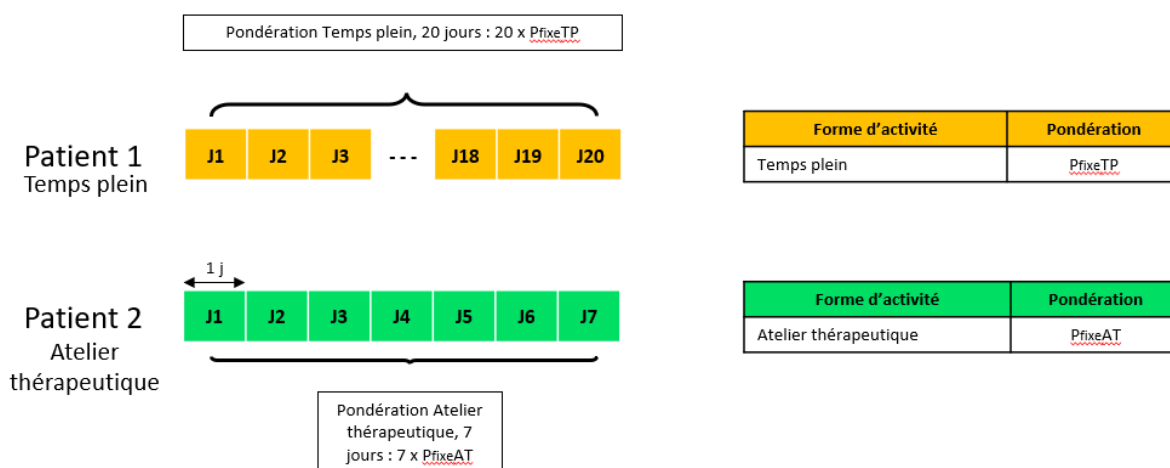 Pondération Temps plein, 20 jours : 20 x PfixeTP
Patient 1
Temps plein
J1 J2 J3 - - - J18 J19 J20
Forme d'activité Pondération
Temps plein PfixeTP
1 j
Patient 2
Atelier
thérapeutique
J1 J2 J3 J4 J5 J6 J7
Forme d'activité Pondération
Atelier thérapeutique PfixeAT
Pondération Atelier
thérapeutique, 7
jours : 7 x PfixeAT